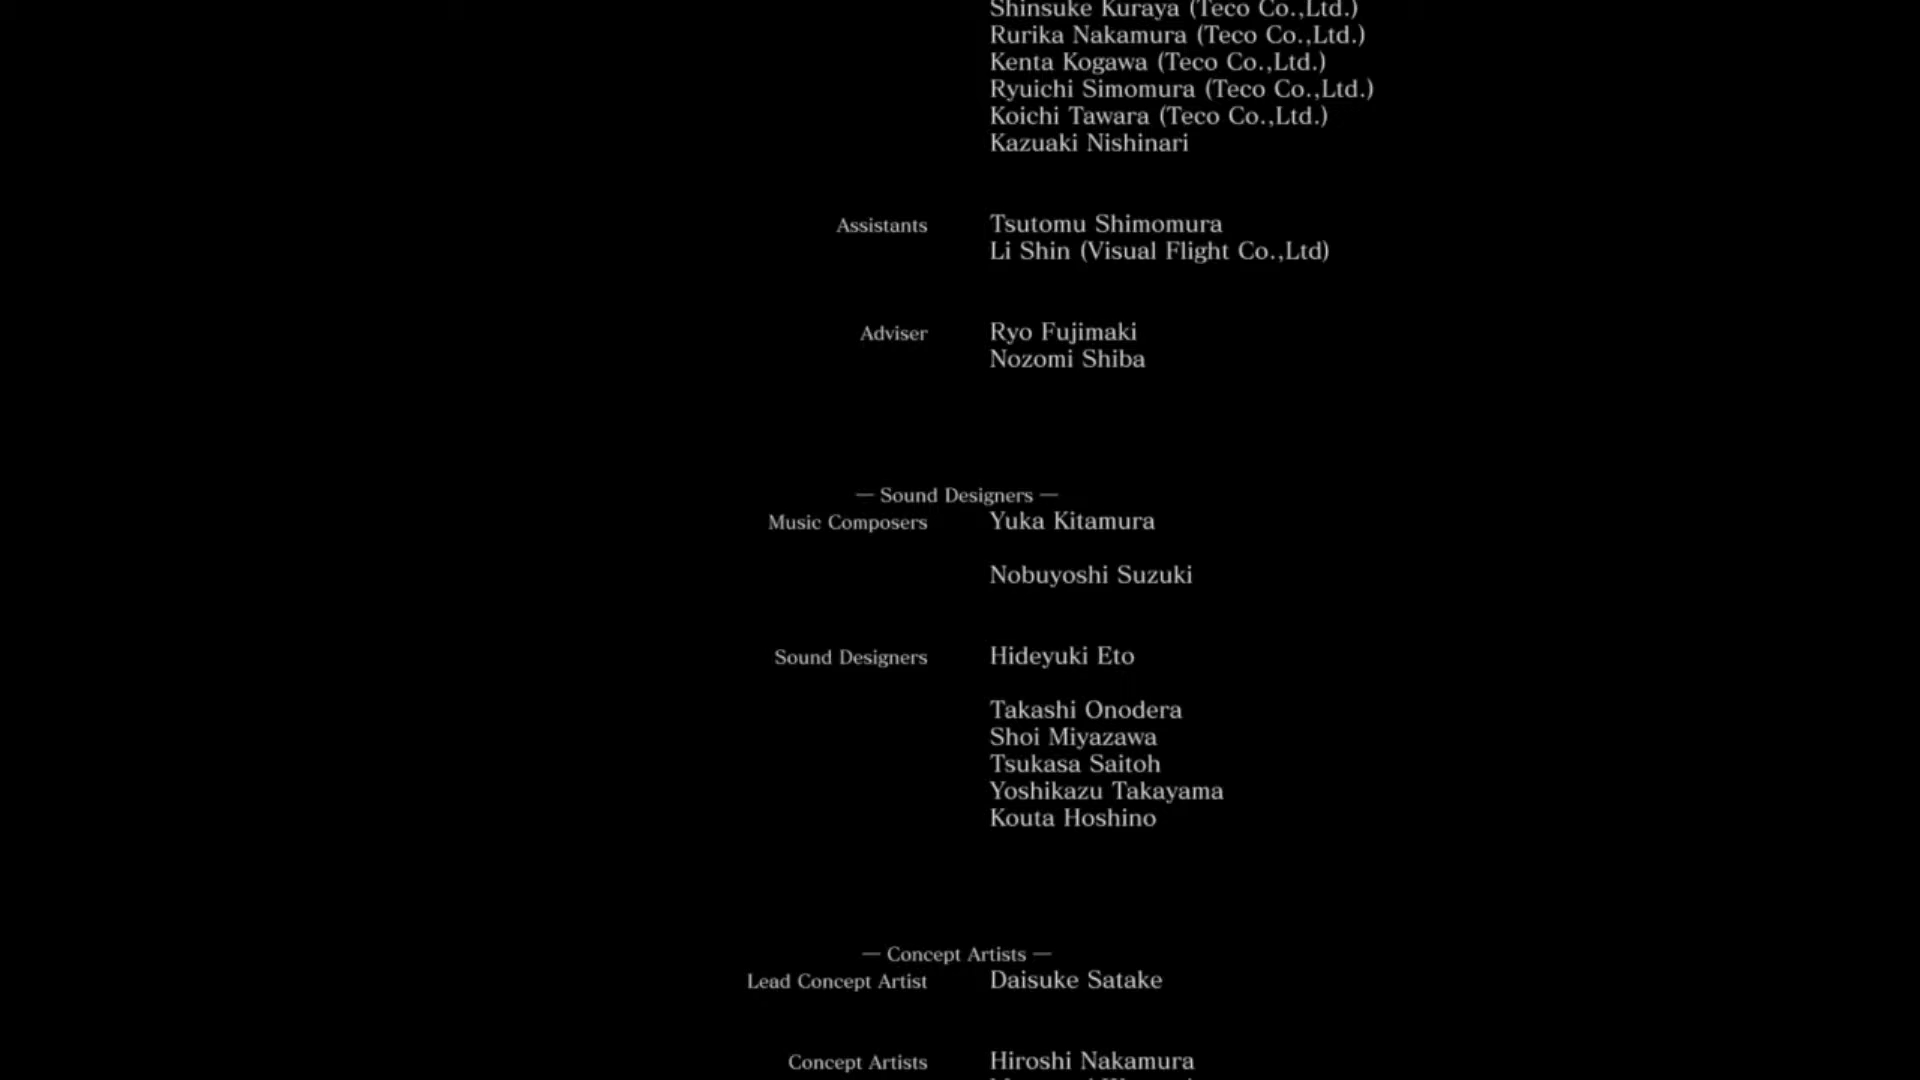 Shinsuke Kuraya (Teco Co.,Ltd.)
Rurika Nakamura (Teco Co.,Ltd.)
Kenta Kogawa (Teco Co.,Ltd.)
Ryuichi Simomura (Teco Co.,Ltd.)
Koichi Tawara (Teco Co.,Ltd.)
Kazuaki Nishinari
Assistants Tsutomu Shimomura
Li Shin (Visual Flight Co.,Ltd)
Adviser Ryo Fujimaki
Nozomi Shiba
— Sound Designers —
Music Composers Yuka Kitamura
Nobuyoshi Suzuki
Sound Designers Hideyuki Eto
Takashi Onodera
Shoi Miyazawa
Tsukasa Saitoh
Yoshikazu Takayama
Kouta Hoshino
— Concept Artists —
Lead Concept Artist Daisuke Satake
Concept Artists Hiroshi Nakamura